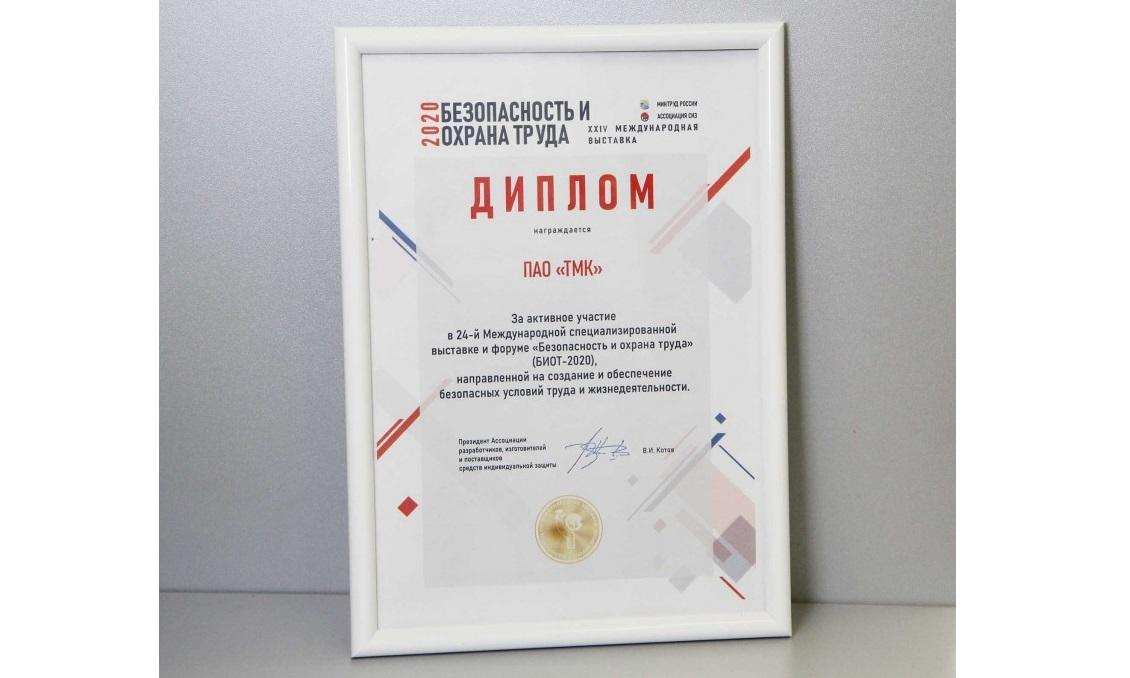 2020
БЕЗОПАСНОСТЬ И
ОХРАНА ТРУДА
МИНТРУД РОССИИ
АССОЦИАЦИЯ СИЗ
XXIV МЕЖДУНАРОДНАЯ
ВЫСТАВКА
ДИПЛОМ
награждается
ПАО «ТМК»
За активное участие
в 24-й Международной специализированной
выставке и форуме «Безопасность и охрана труда»
(БИОТ-2020),
направленной на создание и обеспечение
безопасных условий труда и жизнедеятельности.
Президент Ассоциации
разработчиков, изготовителей
и поставщиков
средств индивидуальной защиты
В.И. Котов